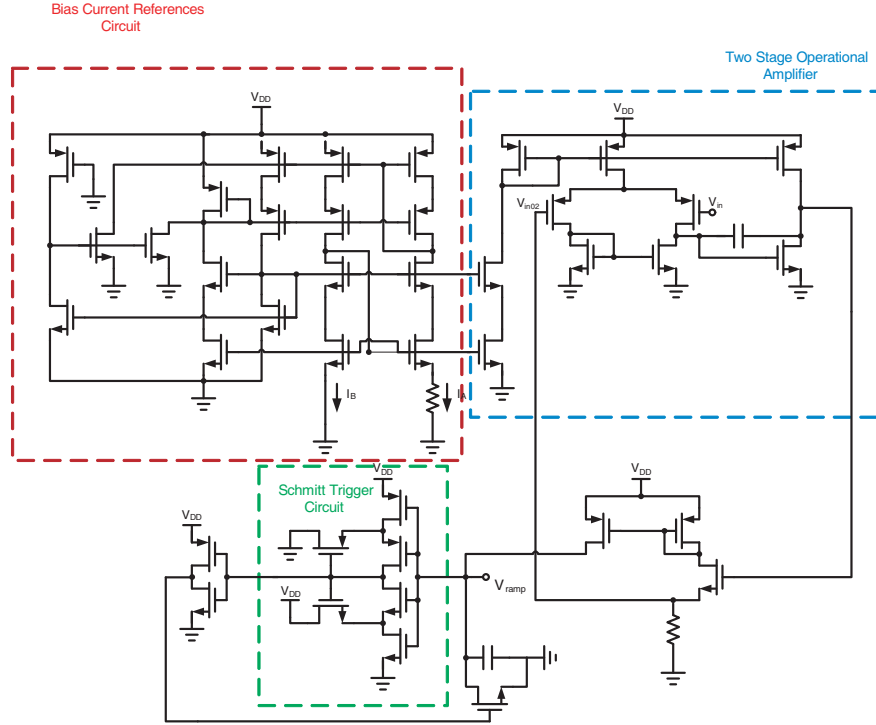 Bias Current References
Circuit
Two Stage Operational
Amplifier
VDD
VDD
Vin02
Vin
IB
IA
VDD
Schmitt Trigger
Circuit
VDD
VDD
VDD
Vramp